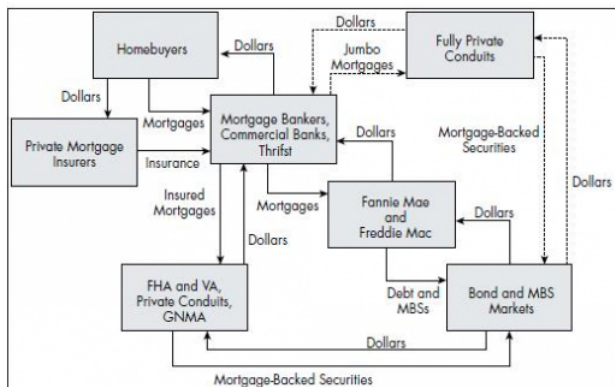 Homebuyers
Dollars
Fully Private
Conduits
Jumbo
Mortgages
Dollars
Dollars
Mortgages
Mortgage Bankers,
Commercial Banks,
Thrifst
Private Mortgage
Insurers
Insurance
Dollars
Mortgage-Backed
Securities
Dollars
Insured
Mortgages
Mortgages
Fannie Mae
and
Freddie Mac
Dollars
Dollars
FHA and VA,
Private Conduits,
GNMA
Debt and
MBSs
Bond and MBS
Markets
Dollars
Mortgage-Backed Securities